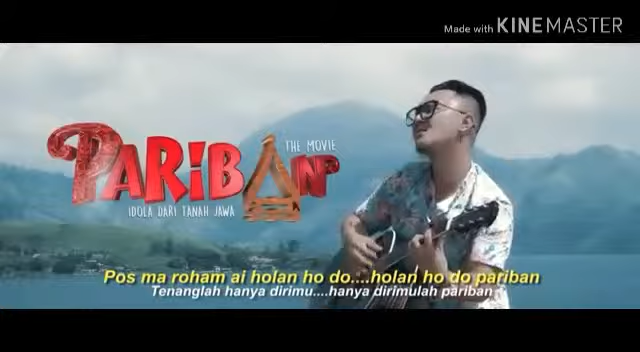 Made with KINEMASTER
PARIBAN
THE MOVIE
IDOLA DARI TANAH JAWA
Pos ma roham ai holan ho do....holan ho do pariban
Tenanglah hanya dirimu....hanya dirimulah pariban